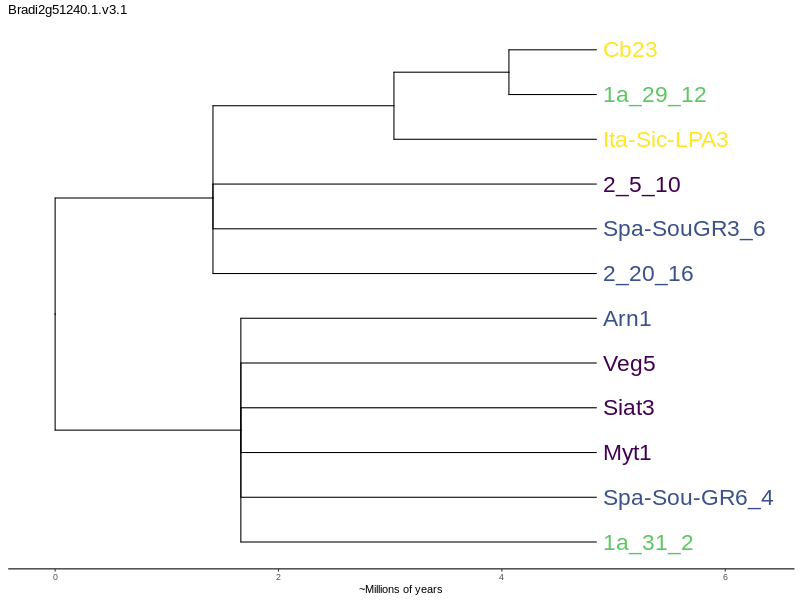 Bradi2g51240.1.v3.1
Cb23
1a_29_12
Ita-Sic-LPA3
2_5_10
Spa-SouGR3_6
2_20_16
Arn1
Veg5
Siat3
Myt1
Spa-Sou-GR6_4
1a_31_2
0 2 4 6
~Millions of years